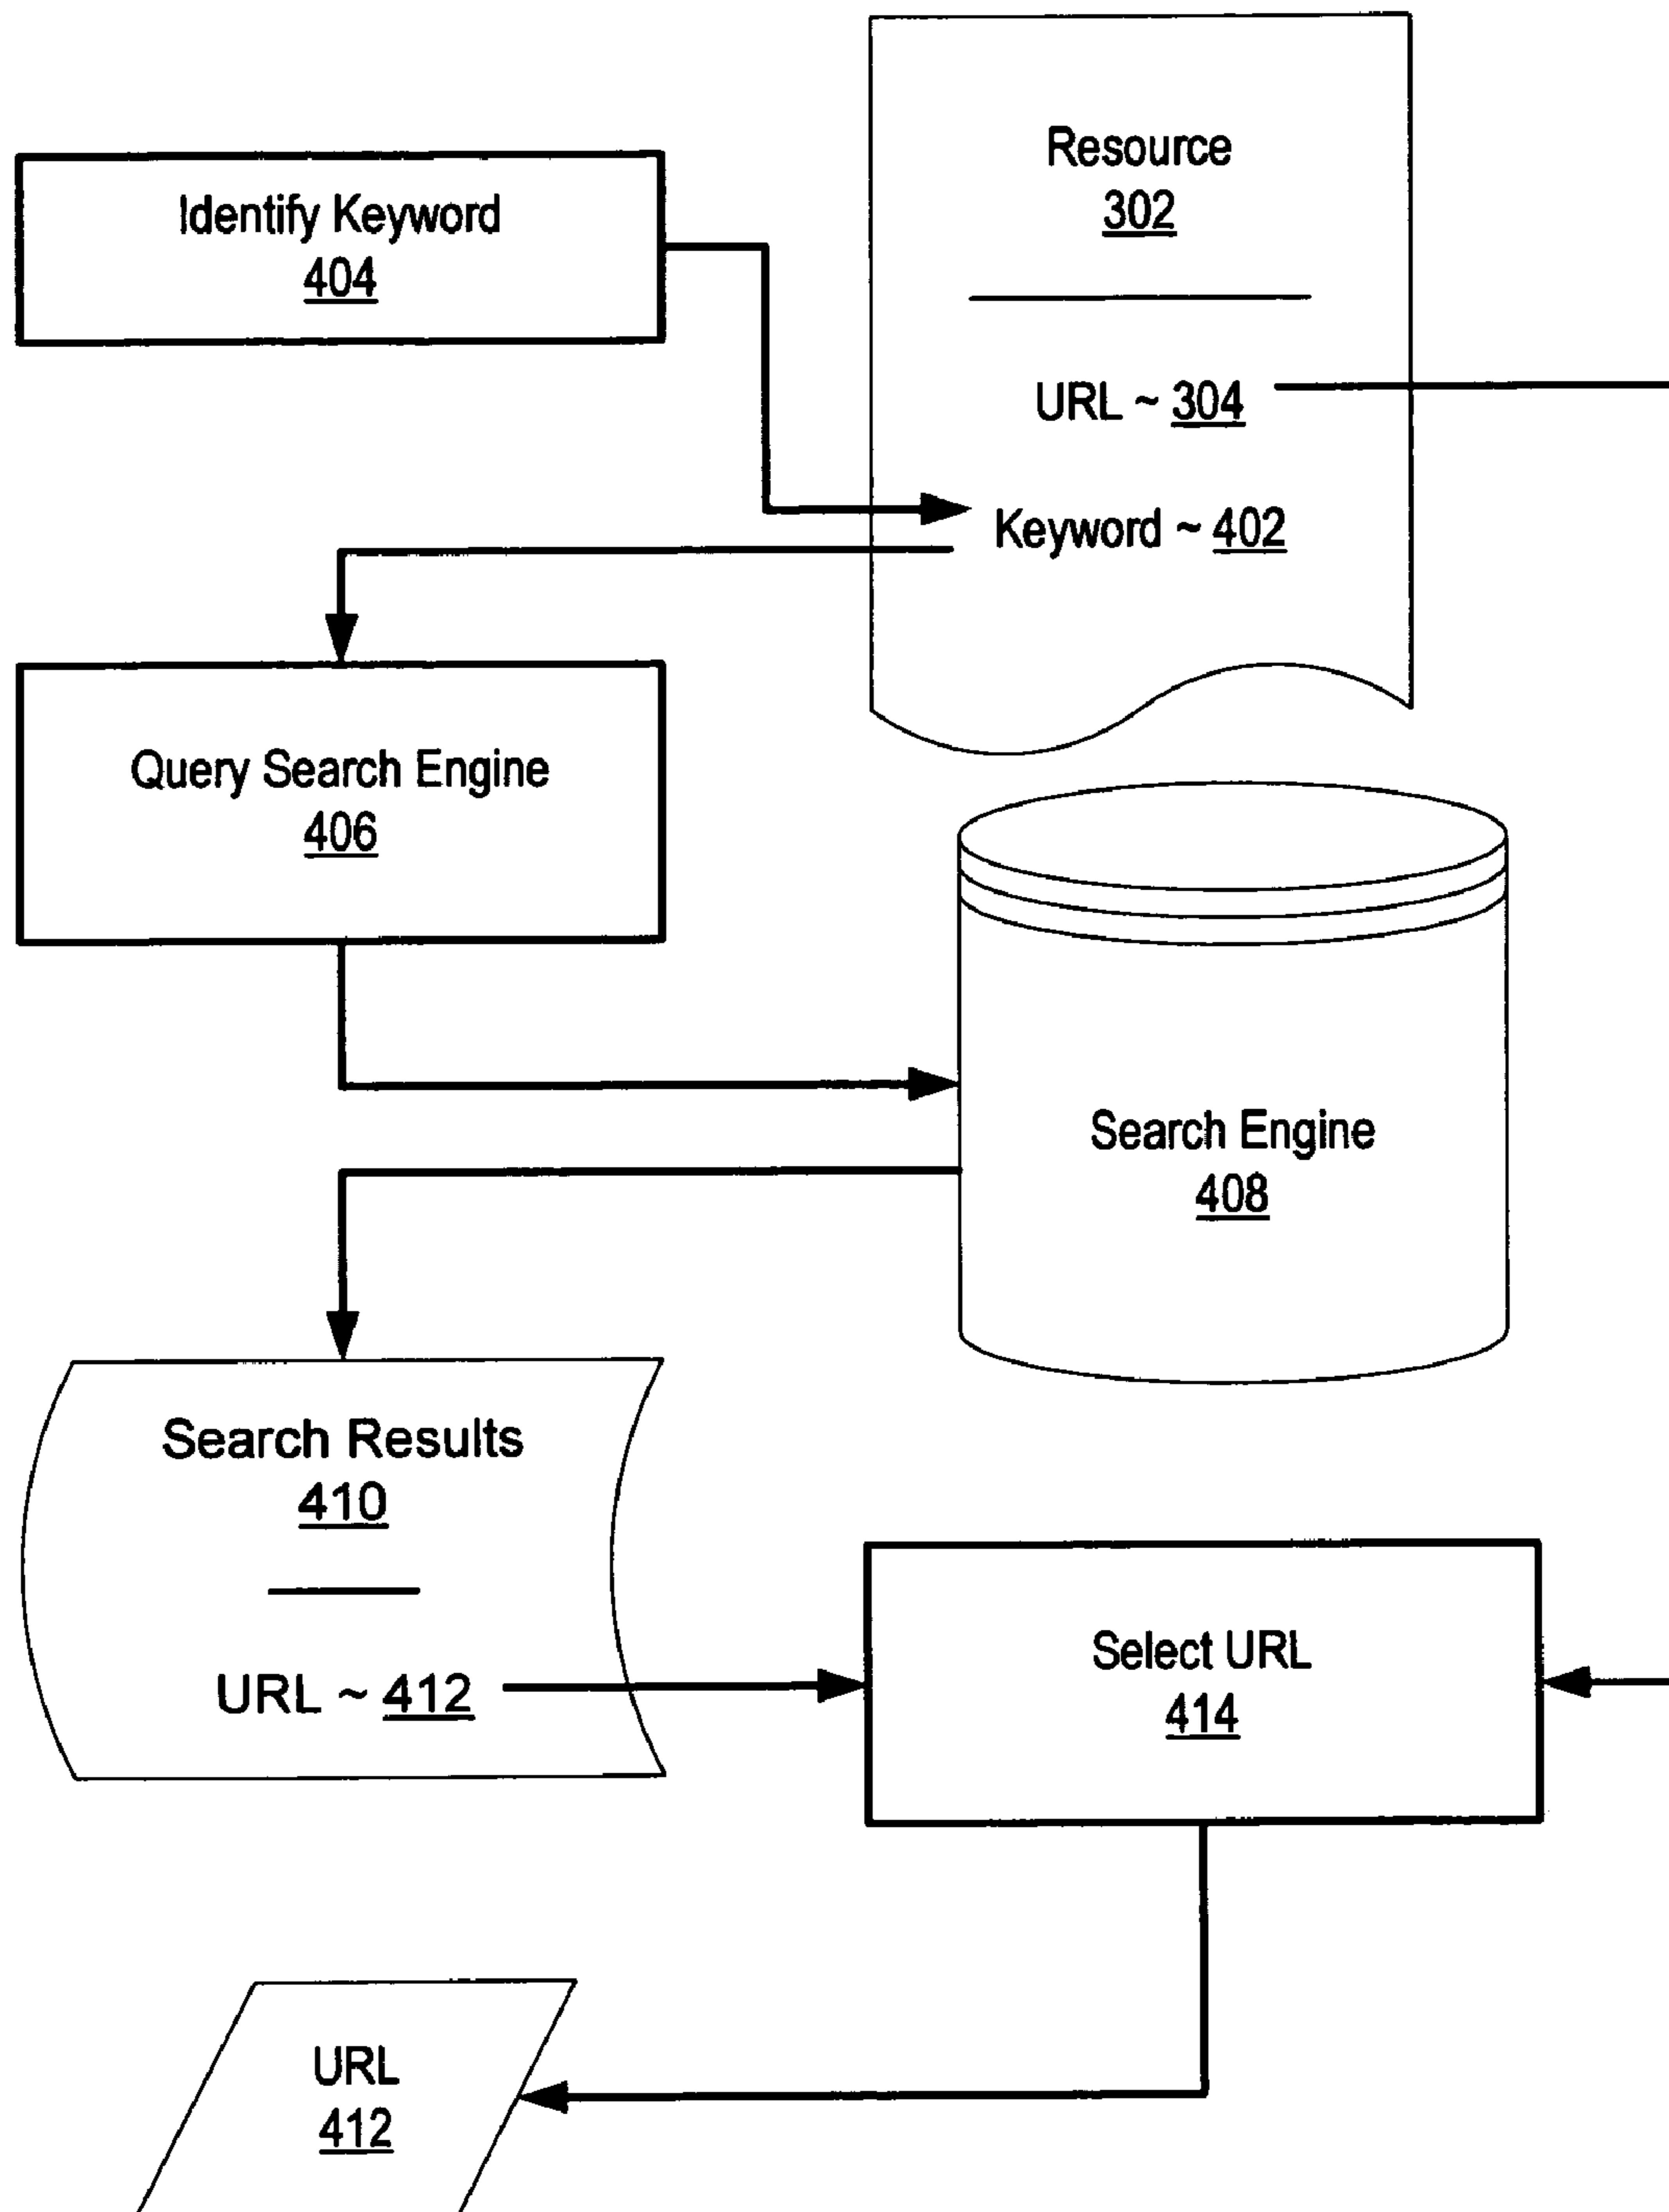 Resource
302
Identify Keyword
404
URL ~ 304
Keyword ~ 402
Query Search Engine
406
Search Engine
408
Search Results
410
URL ~ 412
Select URL
414
URL
412